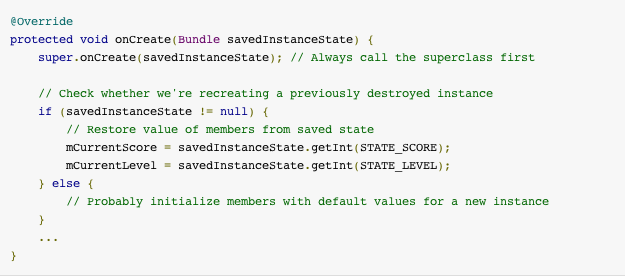 @Override
protected void onCreate(Bundle savedInstanceState) {
    super.onCreate(savedInstanceState); // Always call the superclass first

    // Check whether we're recreating a previously destroyed instance
    if (savedInstanceState != null) {
        // Restore value of members from saved state
        mCurrentScore = savedInstanceState.getInt(STATE_SCORE);
        mCurrentLevel = savedInstanceState.getInt(STATE_LEVEL);
    } else {
        // Probably initialize members with default values for a new instance
    }
    ...
}